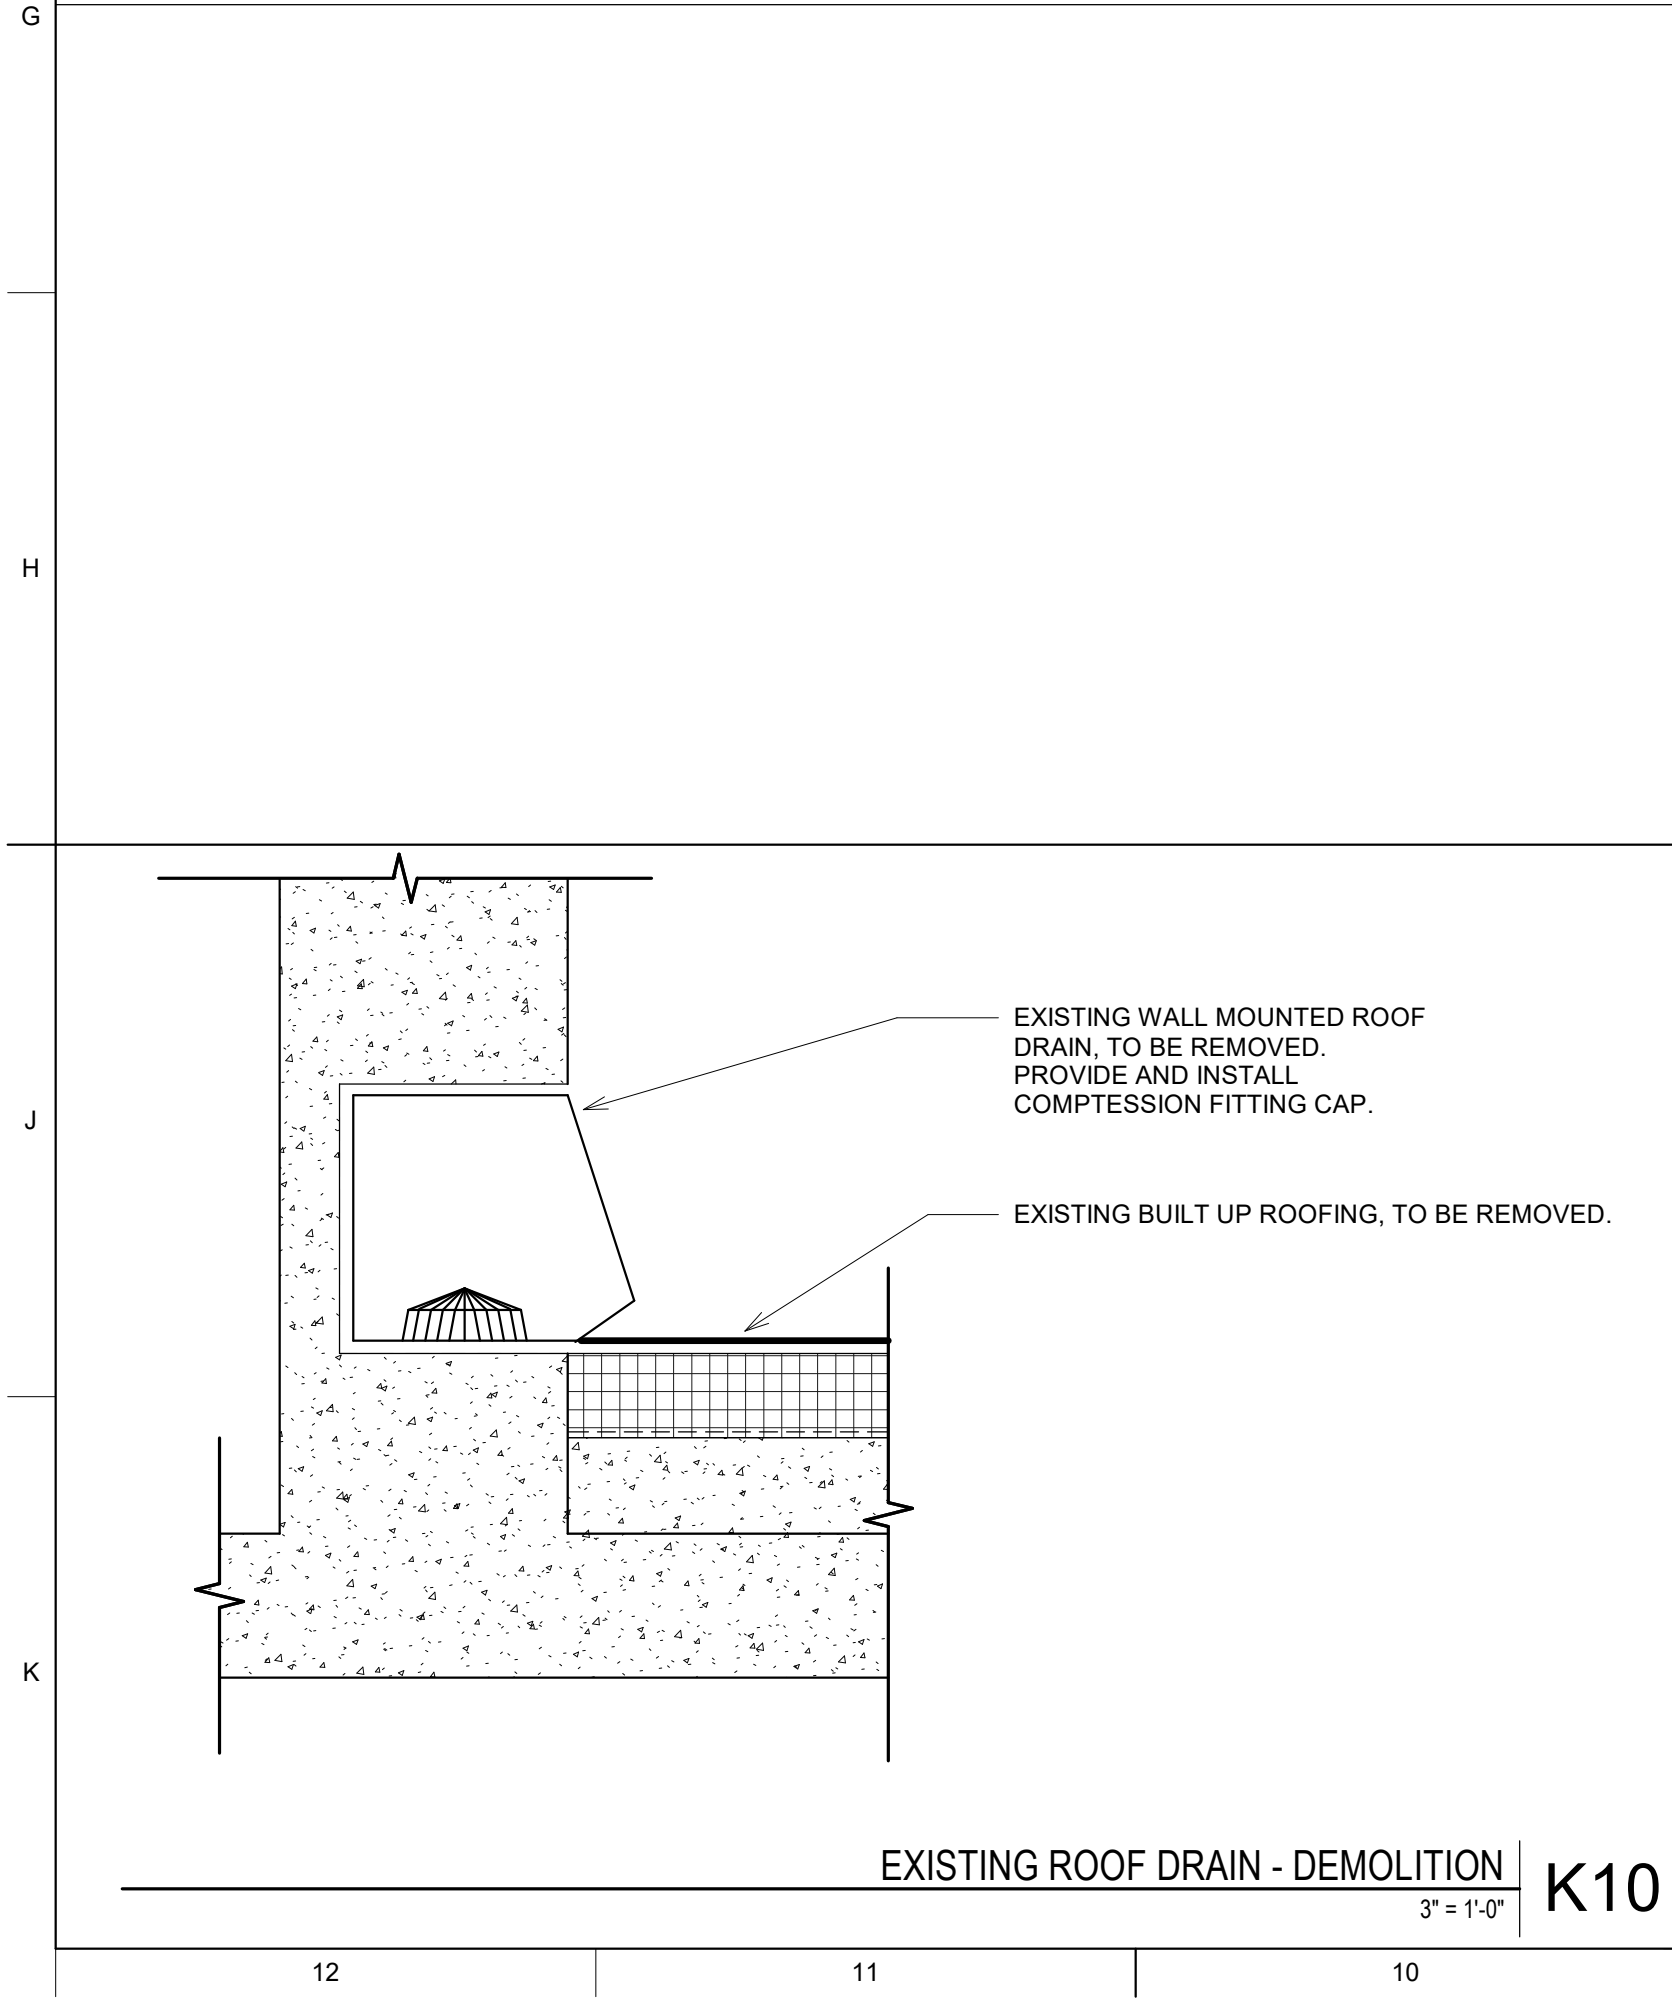 G
H
EXISTING WALL MOUNTED ROOF
DRAIN, TO BE REMOVED.
PROVIDE AND INSTALL
COMPTESSION FITTING CAP.
J
EXISTING BUILT UP ROOFING, TO BE REMOVED.
K
EXISTING ROOF DRAIN - DEMOLITION
K10
3" = 1'-0"
12
11
10